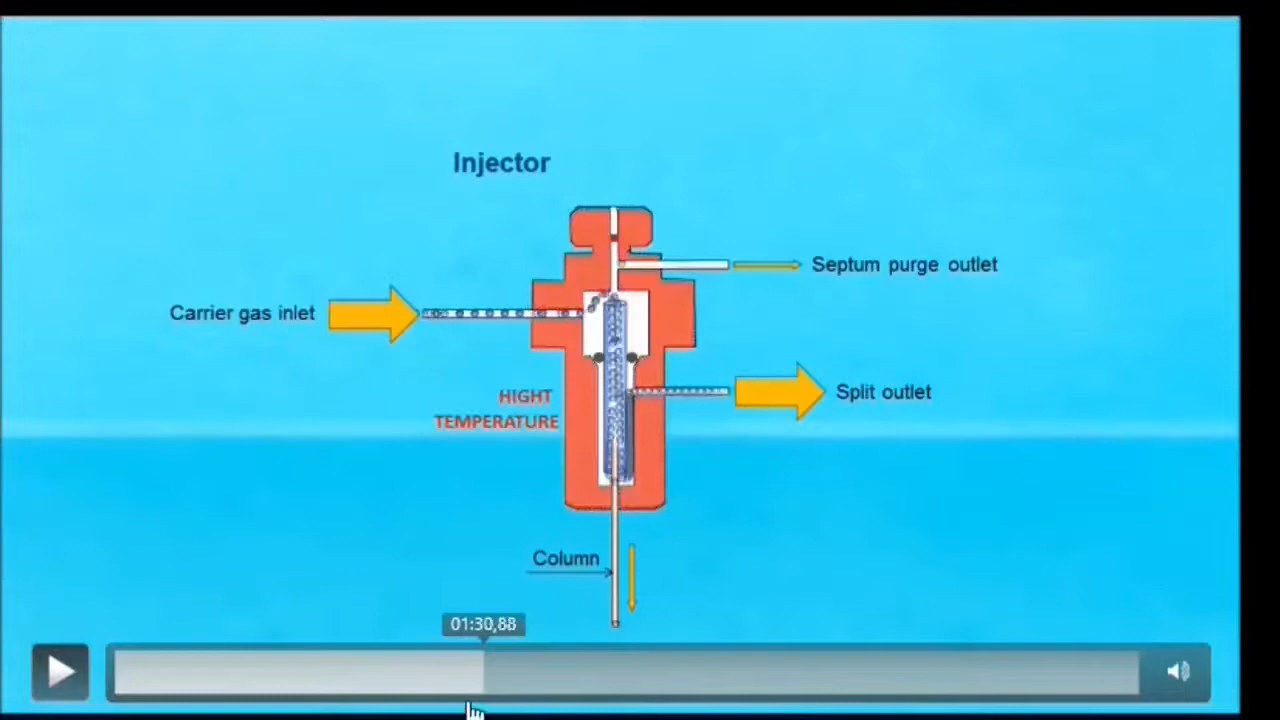 Injector
Septum purge outlet
Carrier gas inlet
Split outlet
HIGHT
TEMPERATURE
Column
01:30,88